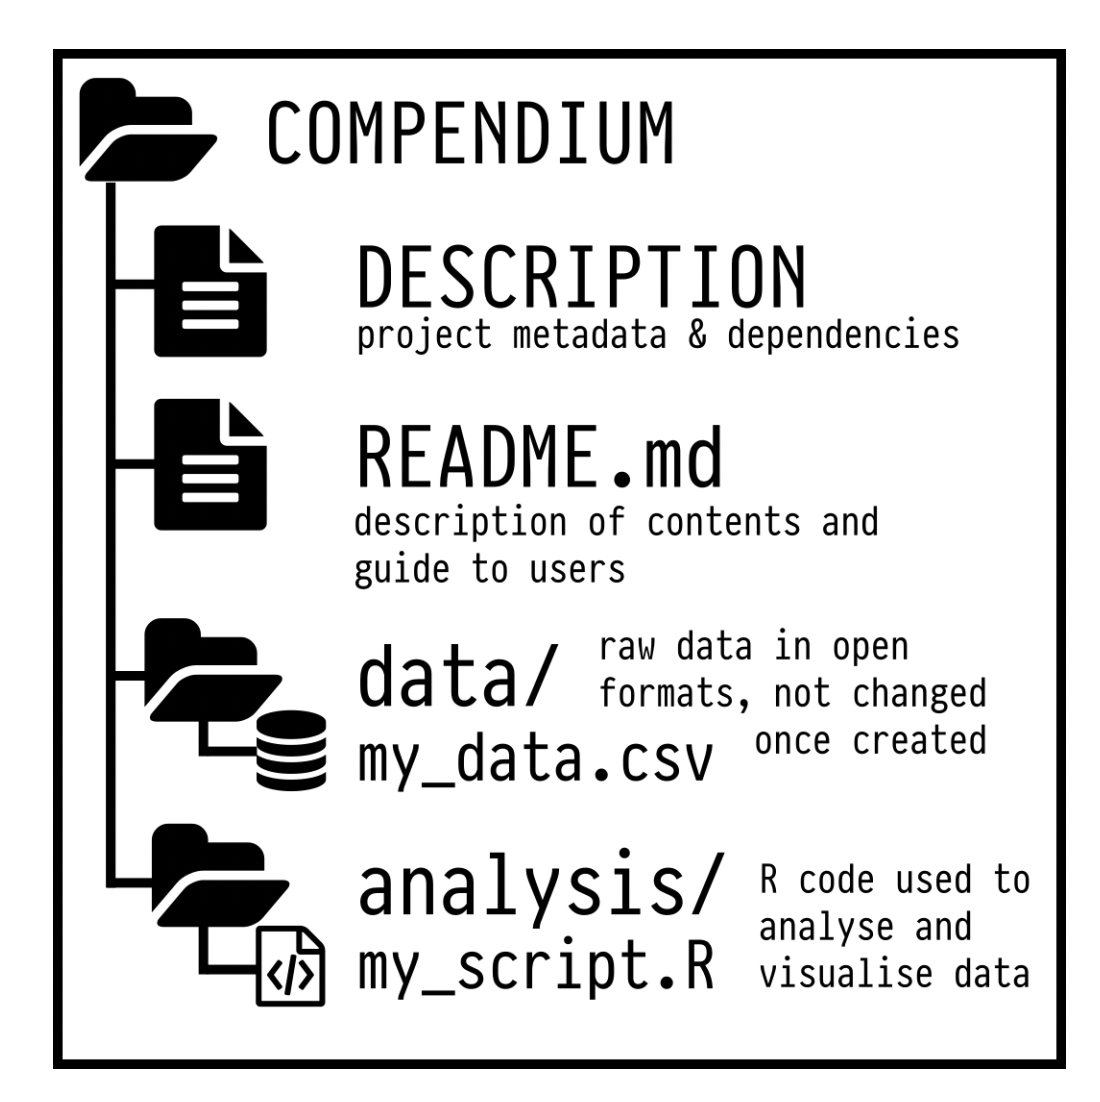 COMPENDIUM
DESCRIPTION
project metadata & dependencies
README.md
description of contents and
guide to users
data/
my_data.csv
raw data in open
formats, not changed
once created
analysis/
my_script.R
</>
R code used to
analyse and
visualise data